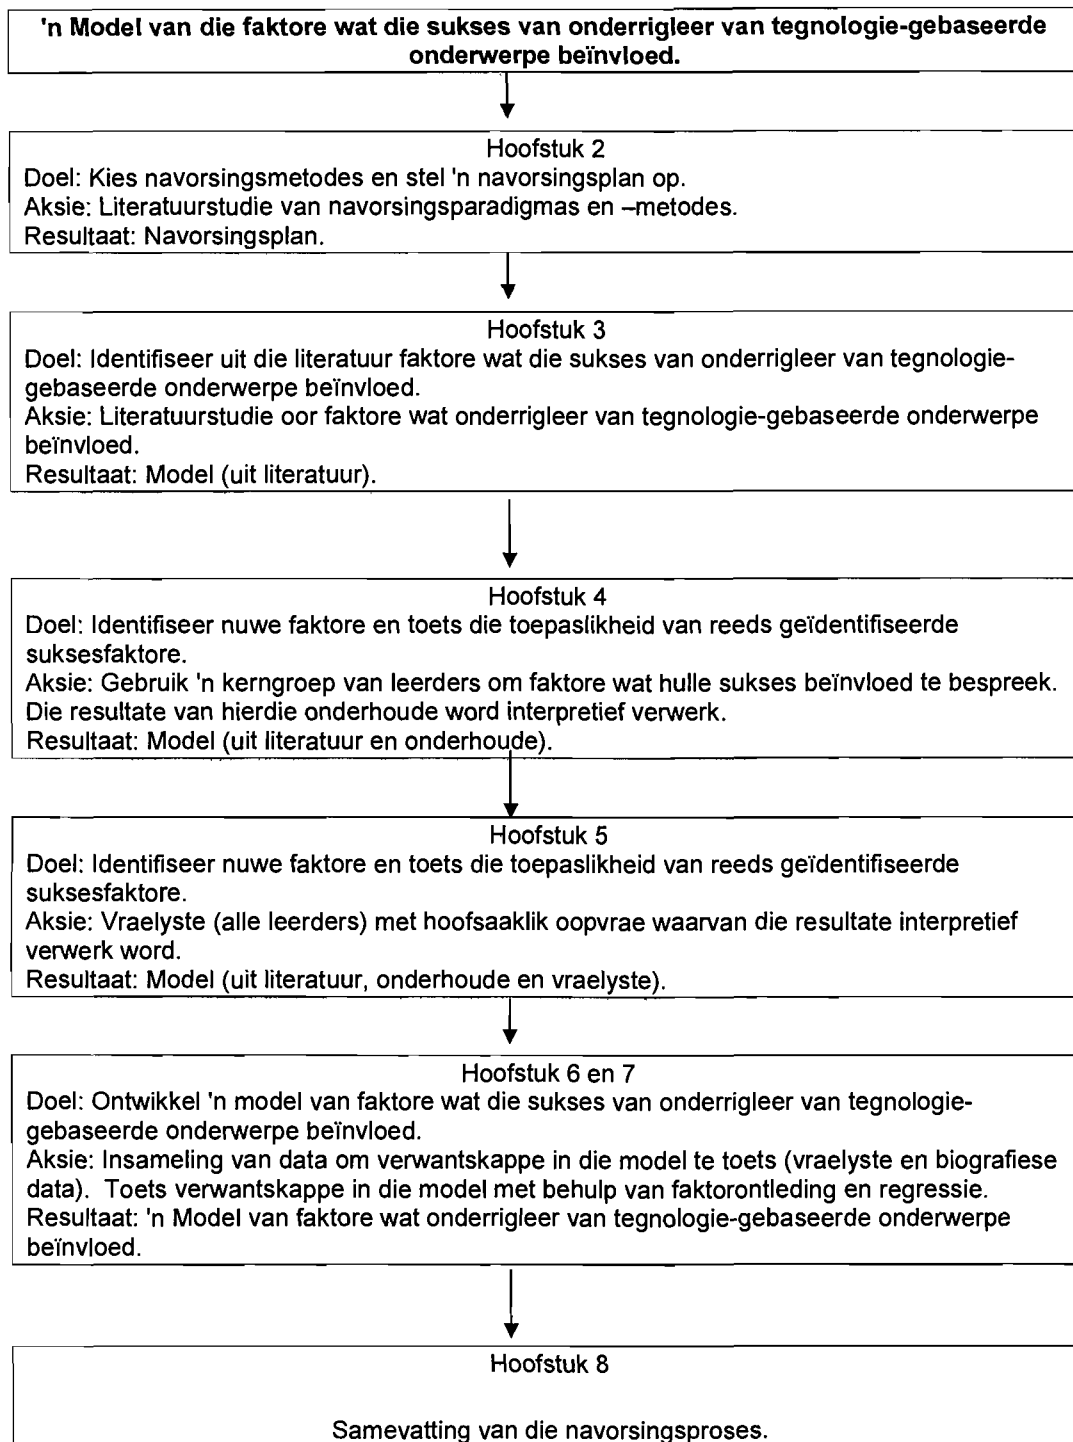 'n Model van die faktore wat die sukses van onderrigleer van tegnologie-gebaseerde
onderwerpe beïnvloed.
Hoofstuk 2
Doel: Kies navorsingsmetodes en stel 'n navorsingsplan op.
Aksie: Literatuurstudie van navorsingsparadigmas en –metodes.
Resultaat: Navorsingsplan.
Hoofstuk 3
Doel: Identifiseer uit die literatuur faktore wat die sukses van onderrigleer van tegnologie-
gebaseerde onderwerpe beïnvloed.
Aksie: Literatuurstudie oor faktore wat onderrigleer van tegnologie-gebaseerde onderwerpe
beïnvloed.
Resultaat: Model (uit literatuur).
Hoofstuk 4
Doel: Identifiseer nuwe faktore en toets die toepaslikheid van reeds geïdentifiseerde
suksesfaktore.
Aksie: Gebruik 'n kerngroep van leerders om faktore wat hulle sukses beïnvloed te bespreek.
Die resultate van hierdie onderhoude word interpretief verwerk.
Resultaat: Model (uit literatuur en onderhoude).
Hoofstuk 5
Doel: Identifiseer nuwe faktore en toets die toepaslikheid van reeds geïdentifiseerde
suksesfaktore.
Aksie: Vraelyste (alle leerders) met hoofsaaklik oopvrae waarvan die resultate interpretief
verwerk word.
Resultaat: Model (uit literatuur, onderhoude en vraelyste).
Hoofstuk 6 en 7
Doel: Ontwikkel 'n model van faktore wat die sukses van onderrigleer van tegnologie-
gebaseerde onderwerpe beïnvloed.
Aksie: Insameling van data om verwantskappe in die model te toets (vraelyste en biografiese
data). Toets verwantskappe in die model met behulp van faktorontleding en regressie.
Resultaat: 'n Model van faktore wat onderrigleer van tegnologie-gebaseerde onderwerpe
beïnvloed.
Hoofstuk 8
Samevatting van die navorsingsproses.